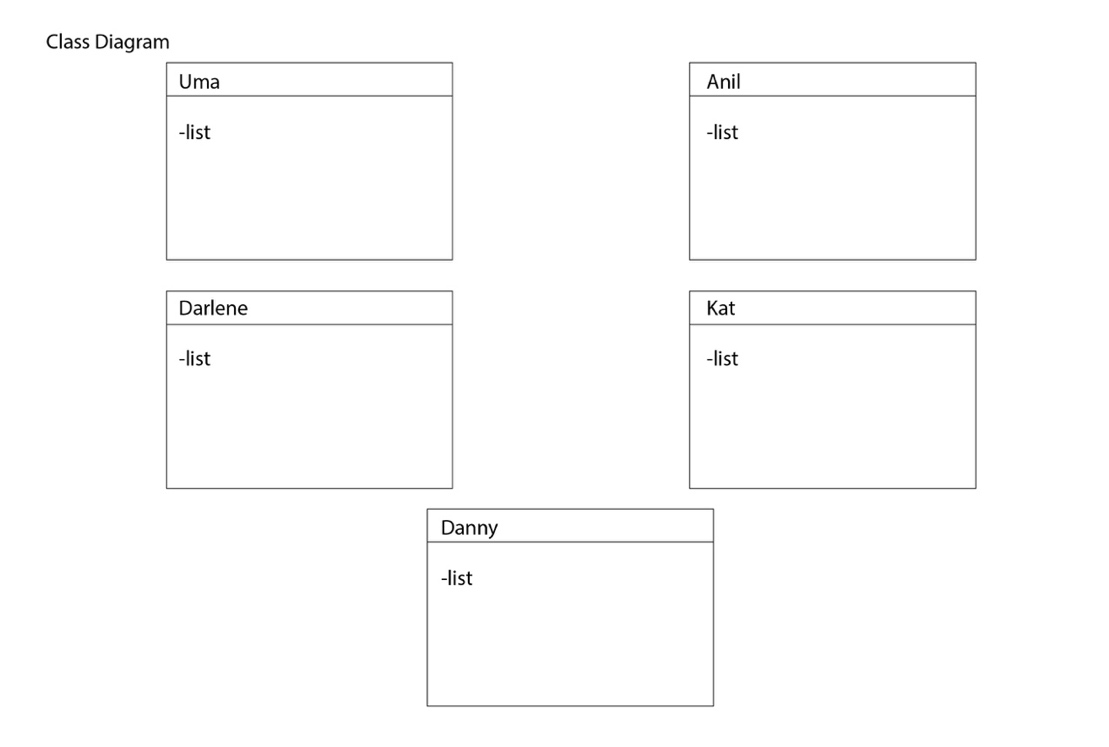 Class Diagram
Uma
-list
Anil
-list
Darlene
-list
Kat
-list
Danny
-list